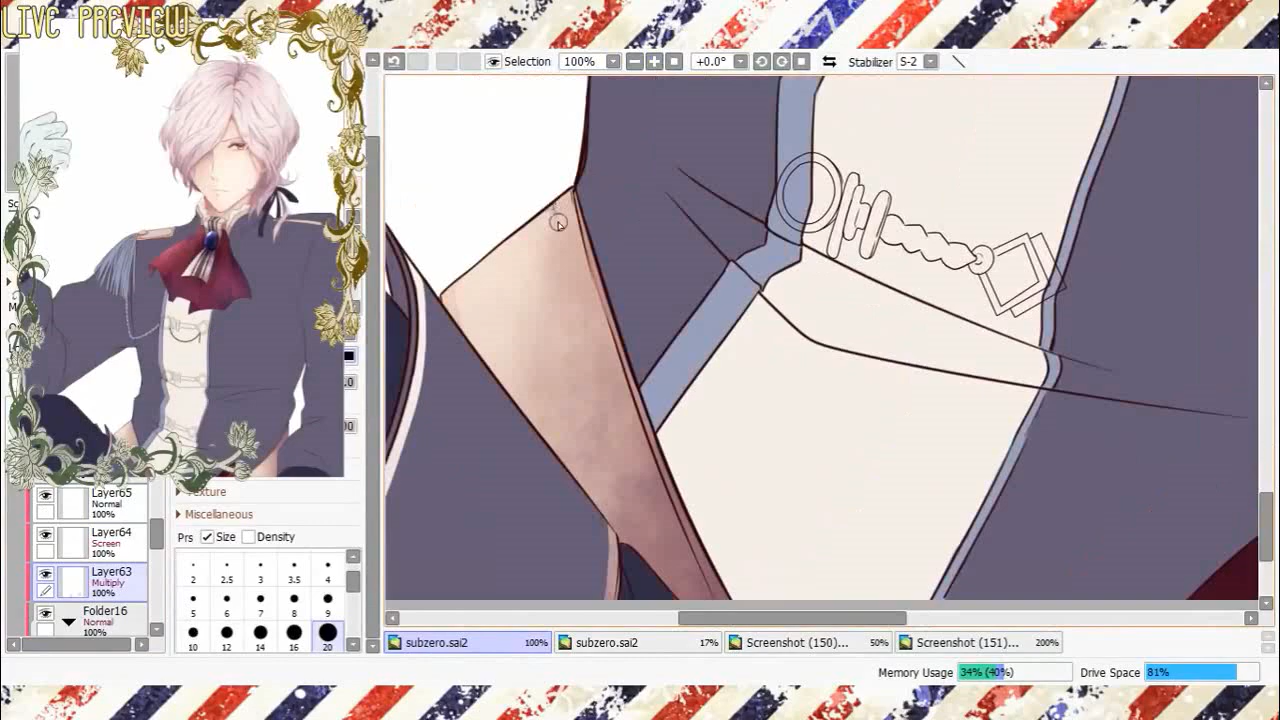 LIVE PREVIEW
Selection 100% +0.0° Stabilizer S-2
Layer65
Normal
100%
Layer64
Screen
100%
Layer63
Multiply
100%
Folder16
Normal
100%
Texture
Miscellaneous
Prs Size Density
2 2.5 3 3.5 4
5 6 7 8 9
10 12 14 16 20
subzero.sai2 100% subzero.sai2 17% Screenshot (150)... 50% Screenshot (151)... 200%
Memory Usage 34% (40%) Drive Space 81%